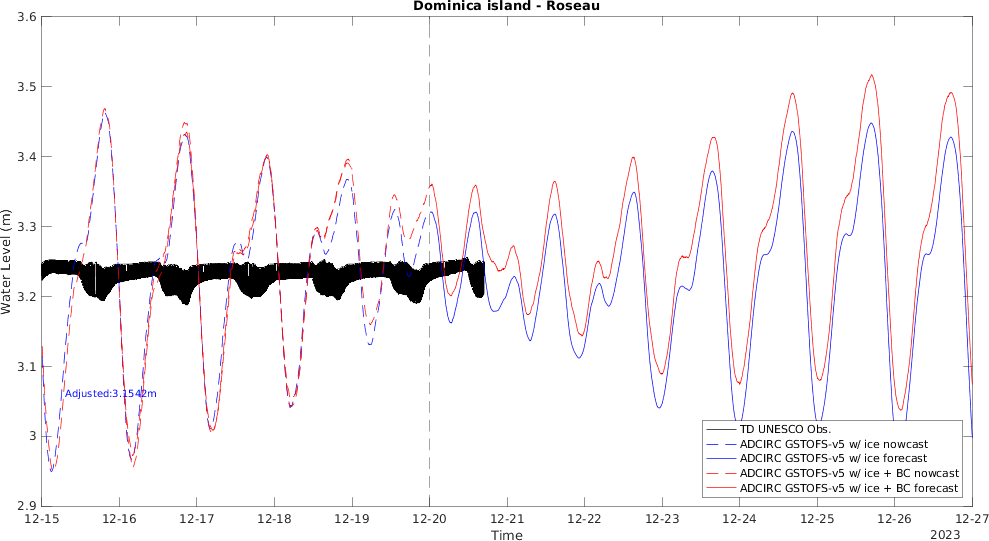 Dominica island - Roseau
3.6
3.5
3.4
3.3
3.2
3.1
3
2.9
Water Level (m)
Adjusted:3.1542m
TD UNESCO Obs.
ADCIRC GSTOFS-v5 w/ ice nowcast
ADCIRC GSTOFS-v5 w/ ice forecast
ADCIRC GSTOFS-v5 w/ ice + BC nowcast
ADCIRC GSTOFS-v5 w/ ice + BC forecast
12-15 12-16 12-17 12-18 12-19 12-20 12-21 12-22 12-23 12-24 12-25 12-26 12-27
Time
2023